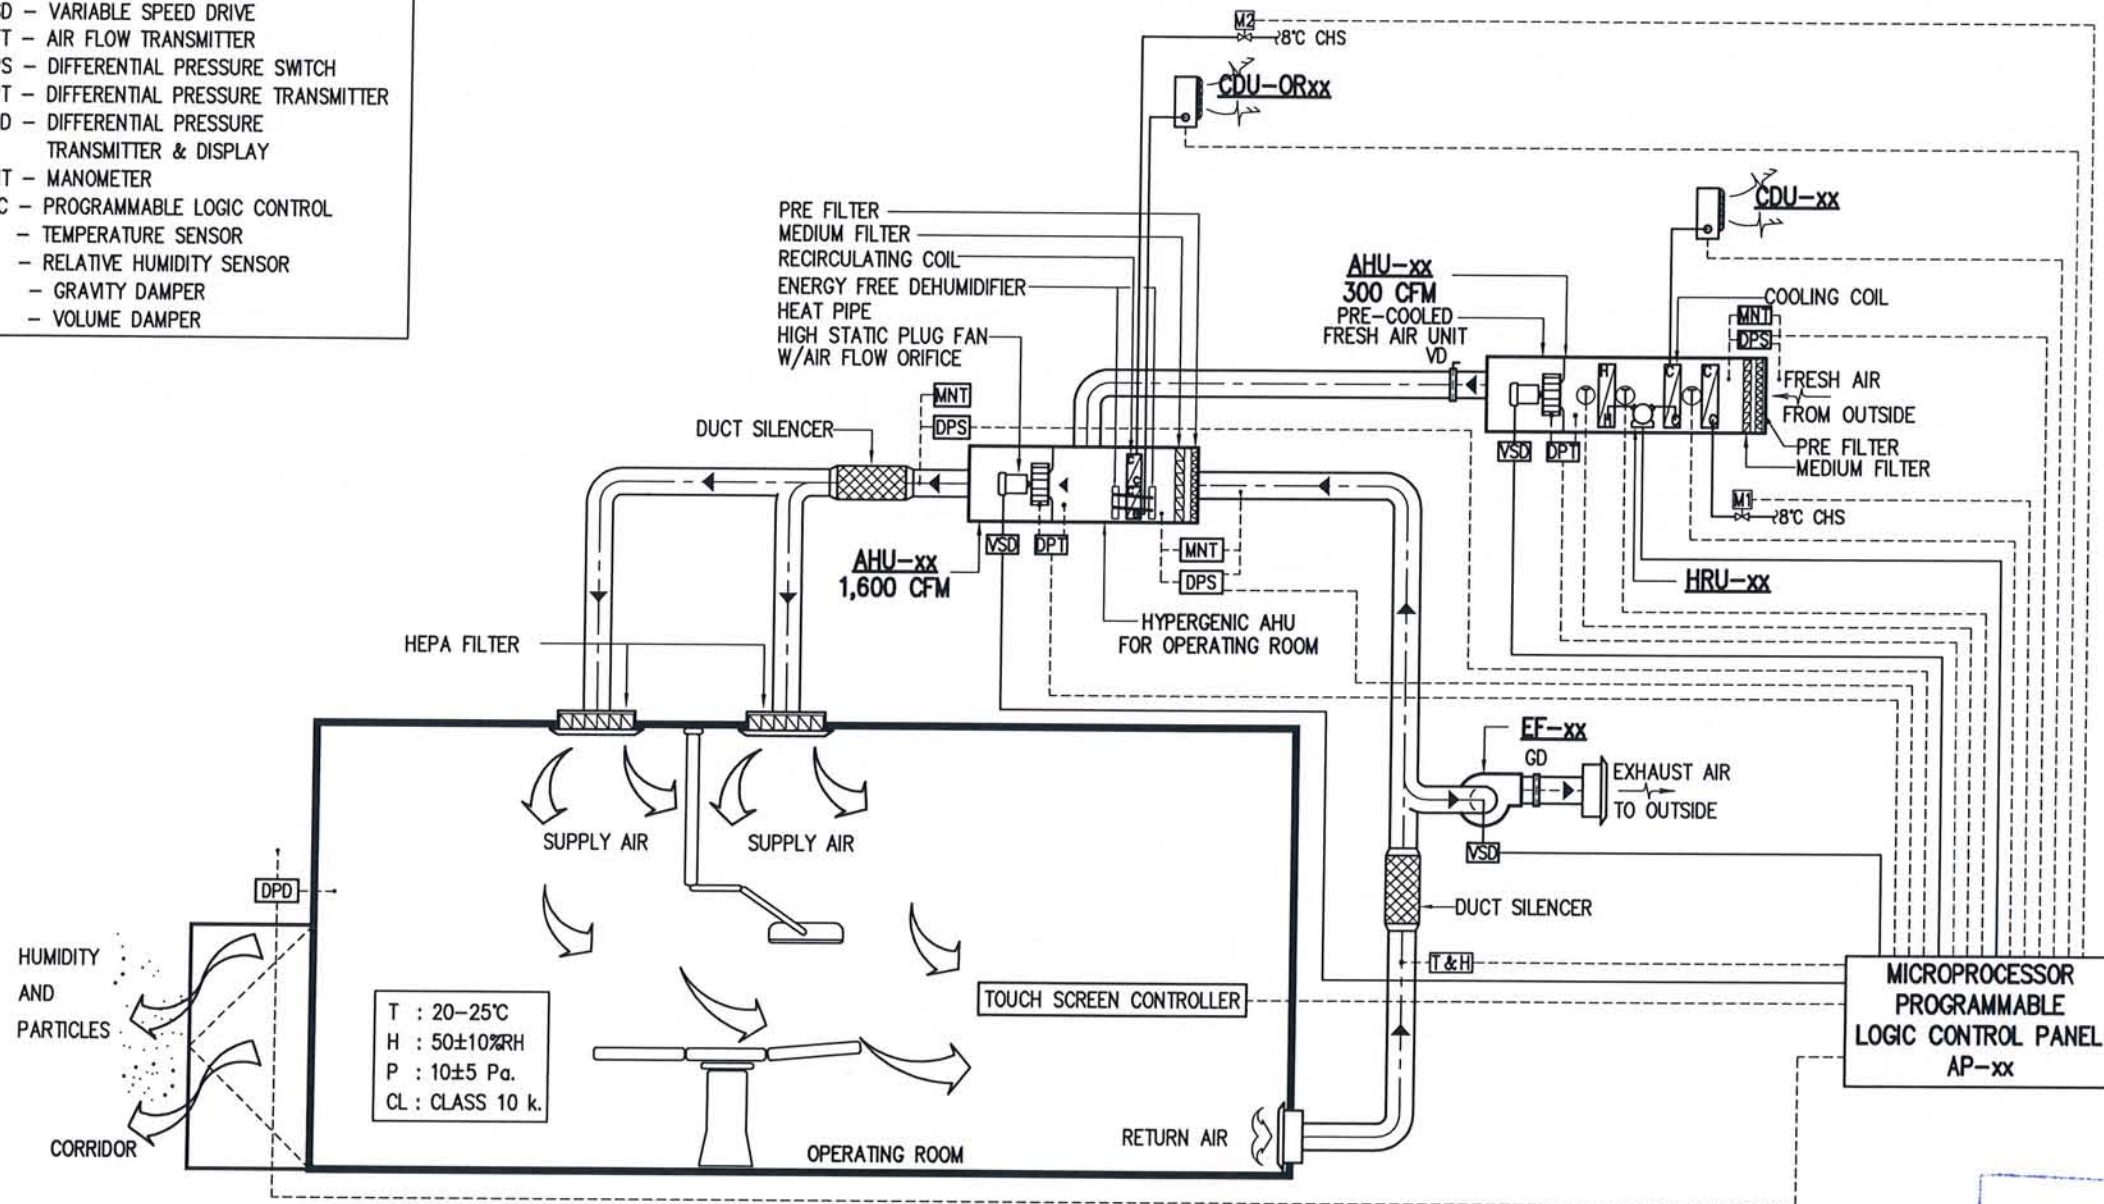 VARIABLE SPEED DRIVE
AIR FLOW TRANSMITTER
DIFFERENTIAL PRESSURE SWITCH
DIFFERENTIAL PRESSURE TRANSMITTER
DIFFERENTIAL PRESSURE
TRANSMITTER & DISPLAY
MANOMETER
PROGRAMMABLE LOGIC CONTROL
- TEMPERATURE SENSOR
- RELATIVE HUMIDITY SENSOR
- GRAVITY DAMPER
- VOLUME DAMPER
M2
8°C CHS
CDU-ORxx
CDU-xx
PRE FILTER
MEDIUM FILTER
RECIRCULATING COIL
ENERGY FREE DEHUMIDIFIER
HEAT PIPE
HIGH STATIC PLUG FAN
W/AIR FLOW ORIFICE
AHU-xx
300 CFM
PRE-COOLED
FRESH AIR UNIT
VD
COOLING COIL
MNT
DPS
FRESH AIR
FROM OUTSIDE
PRE FILTER
MEDIUM FILTER
H
H
C
C
C
C
VSD
DPT
M1
8°C CHS
HRU-xx
MNT
DPS
DUCT SILENCER
VSD
DPT
MNT
DPS
AHU-xx
1,600 CFM
HYPERGENIC AHU
FOR OPERATING ROOM
HEPA FILTER
EF-xx
GD
EXHAUST AIR
TO OUTSIDE
VSD
SUPPLY AIR
SUPPLY AIR
DPD
DUCT SILENCER
HUMIDITY
AND
PARTICLES
T&H
TOUCH SCREEN CONTROLLER
MICROPROCESSOR
PROGRAMMABLE
LOGIC CONTROL PANEL
AP-xx
T : 20-25°C
H : 50±10%RH
P : 10±5 Pa.
CL : CLASS 10 k.
CORRIDOR
OPERATING ROOM
RETURN AIR